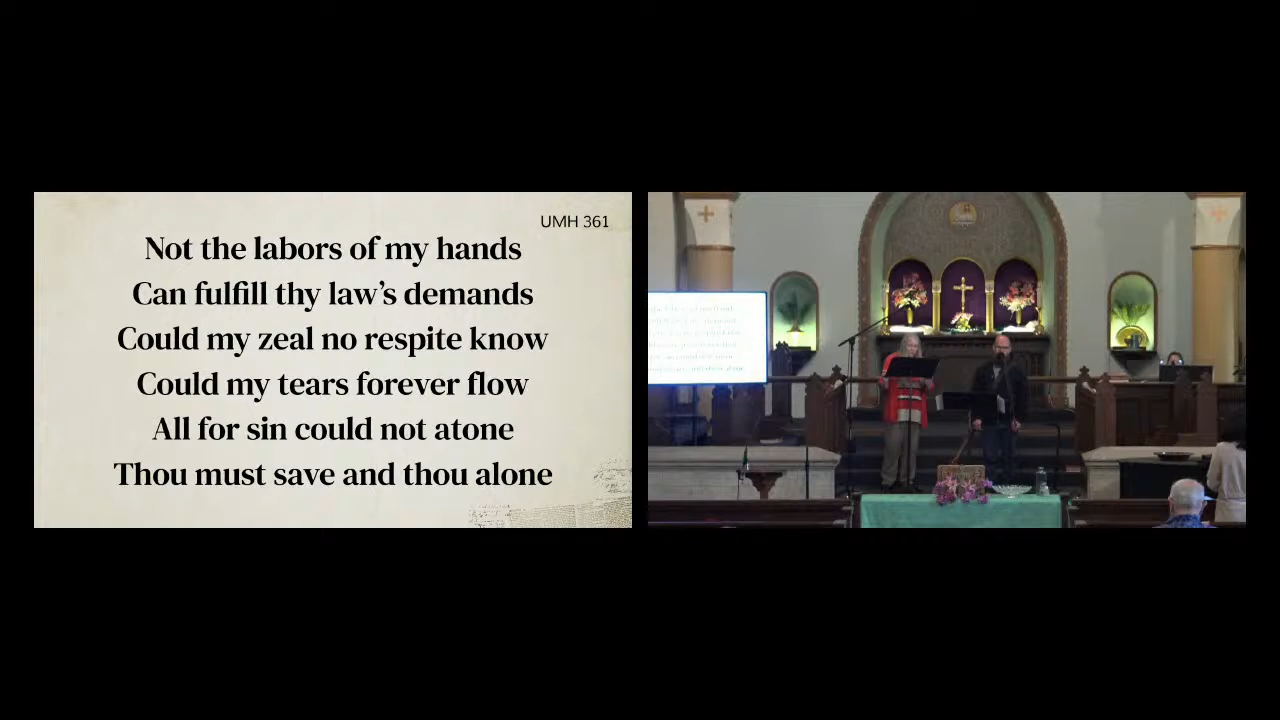 UMH 361
Not the labors of my hands
Can fulfill thy law’s demands
Could my zeal no respite know
Could my tears forever flow
All for sin could not atone
Thou must save and thou alone